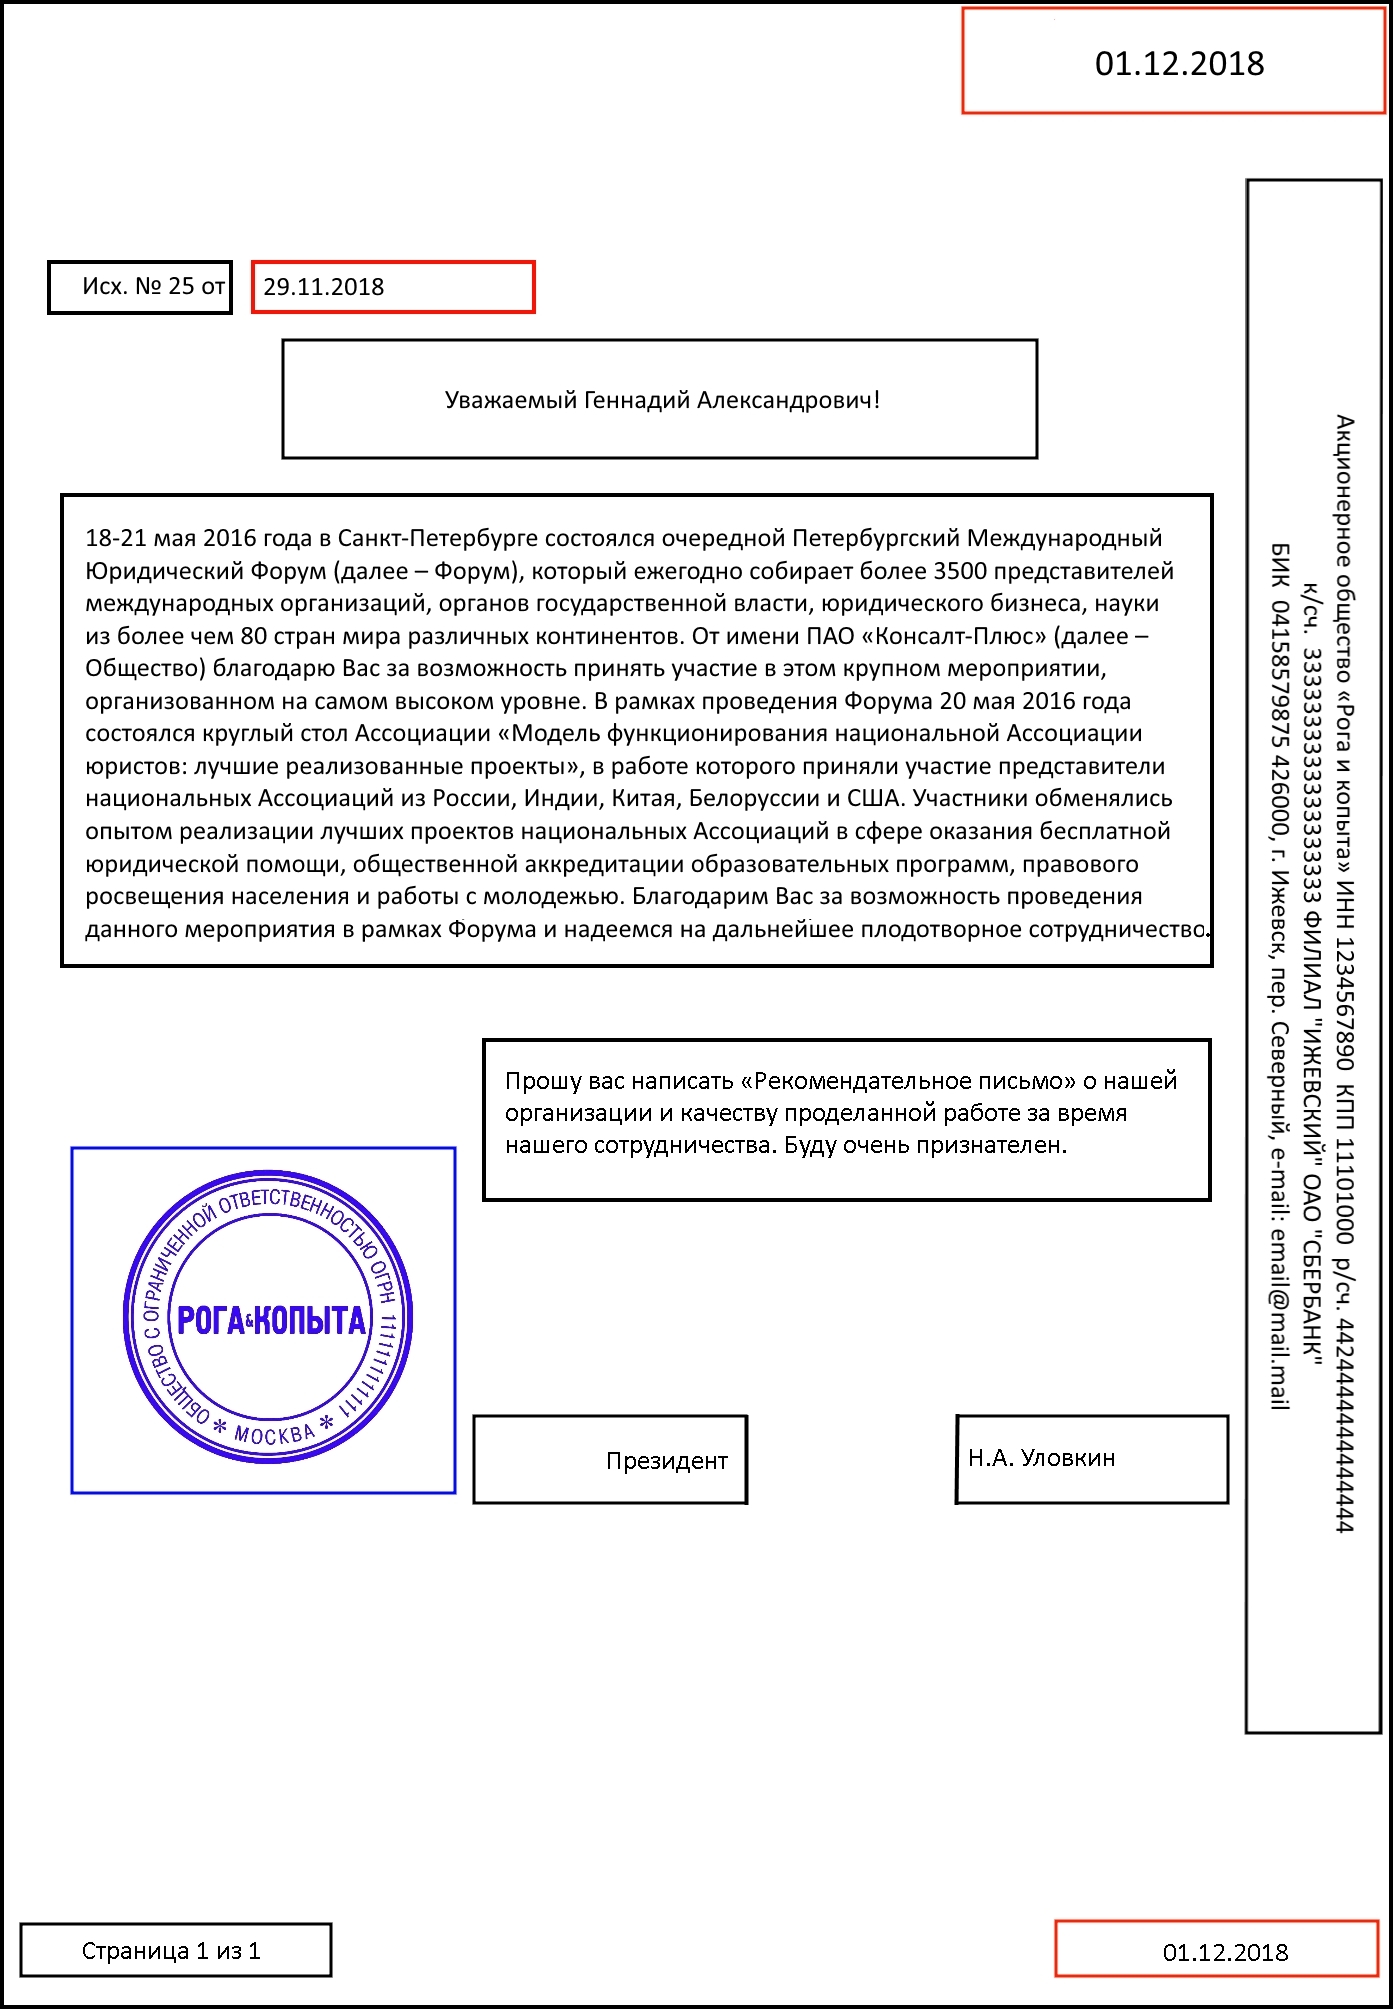 01.12.2018
Исх. № 25 от 29.11.2018
Уважаемый Геннадий Александрович!
18-21 мая 2016 года в Санкт-Петербурге состоялся очередной Петербургский Международный
Юридический Форум (далее – Форум), который ежегодно собирает более 3500 представителей
международных организаций, органов государственной власти, юридического бизнеса, науки
из более чем 80 стран мира различных континентов. От имени ПАО «Консалт-Плюс» (далее –
Общество) благодарю Вас за возможность принять участие в этом крупном мероприятии,
организованном на самом высоком уровне. В рамках проведения Форума 20 мая 2016 года
состоялся круглый стол Ассоциации «Модель функционирования национальной Ассоциации
юристов: лучшие реализованные проекты», в работе которого приняли участие представители
национальных Ассоциаций из России, Индии, Китая, Белоруссии и США. Участники обменялись
опытом реализации лучших проектов национальных Ассоциаций в сфере оказания бесплатной
юридической помощи, общественной аккредитации образовательных программ, правового
росвещения населения и работы с молодежью. Благодарим Вас за возможность проведения
данного мероприятия в рамках Форума и надеемся на дальнейшее плодотворное сотрудничество.
Прошу вас написать «Рекомендательное письмо» о нашей
организации и качеству проделанной работе за время
нашего сотрудничества. Буду очень признателен.
ОБЩЕСТВО С ОГРАНИЧЕННОЙ ОТВЕТСТВЕННОСТЬЮ ОГРН
РОГА&КОПЫТА
* МОСКВА *
Президент
Н.А. Уловкин
Акционерное общество «Рога и копыта» ИНН 1234567890 КПП 11101000 р/сч.
к/сч. ФИЛИАЛ "ИЖЕВСКИЙ" ОАО "СБЕРБАНК"
БИК 04158579875 426000, г. Ижевск, пер. Северный, e-mail: email@mail.mail
Страница 1 из 1
01.12.2018